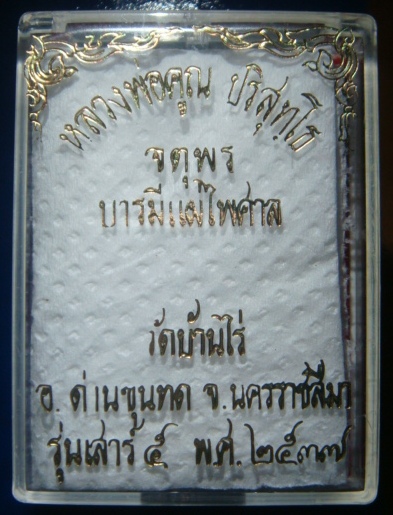 หลวงพ่อคูณ ปริสุทฺโธ
จตุพร
บารมีแผ่ไพศาล
วัดบ้านไร่
อ. ด่านขุนทด จ.นครราชสีมา
รุ่นเสาร์ ๕ พศ.๒๕๓๗